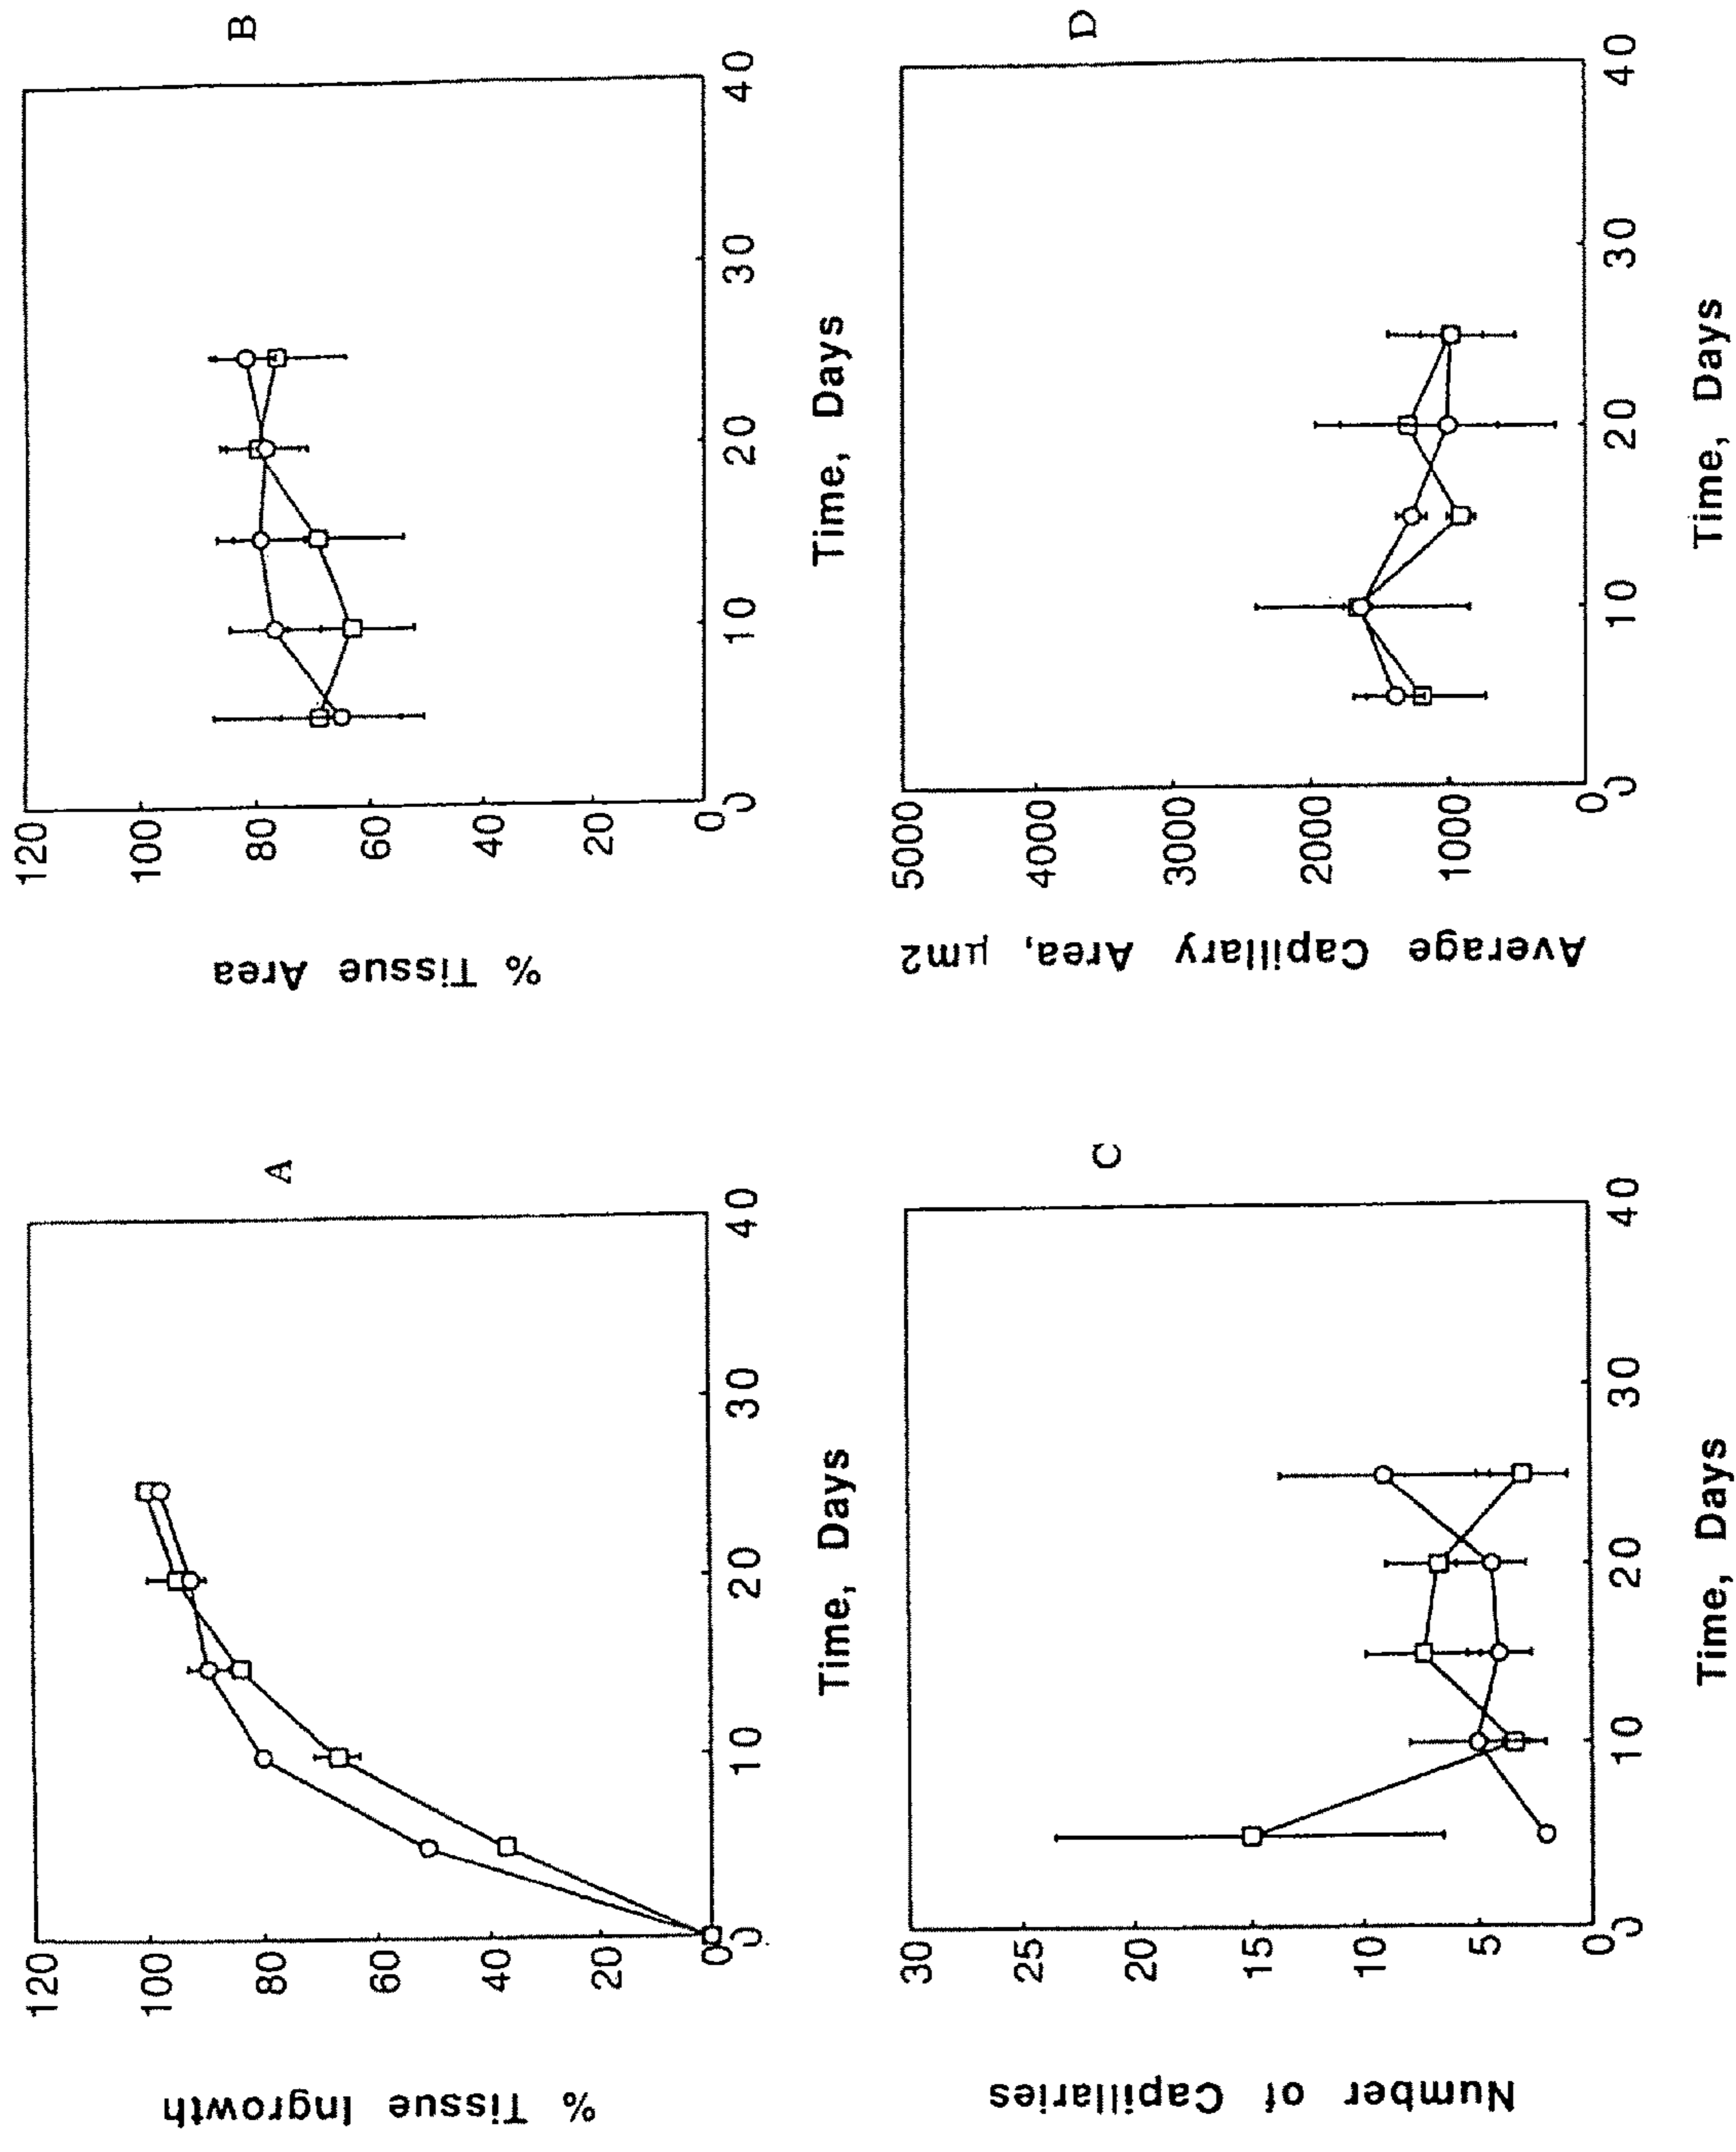 A
120
100
80
60
40
20
0
% Tissue Ingrowth
0 10 20 30 40
Time, Days
B
120
100
80
60
40
20
0
% Tissue Area
0 10 20 30 40
Time, Days
C
30
25
20
15
10
5
0
Number of Capillaries
0 10 20 30 40
Time, Days
D
5000
4000
3000
2000
1000
0
Average Capillary Area, µm2
0 10 20 30 40
Time, Days